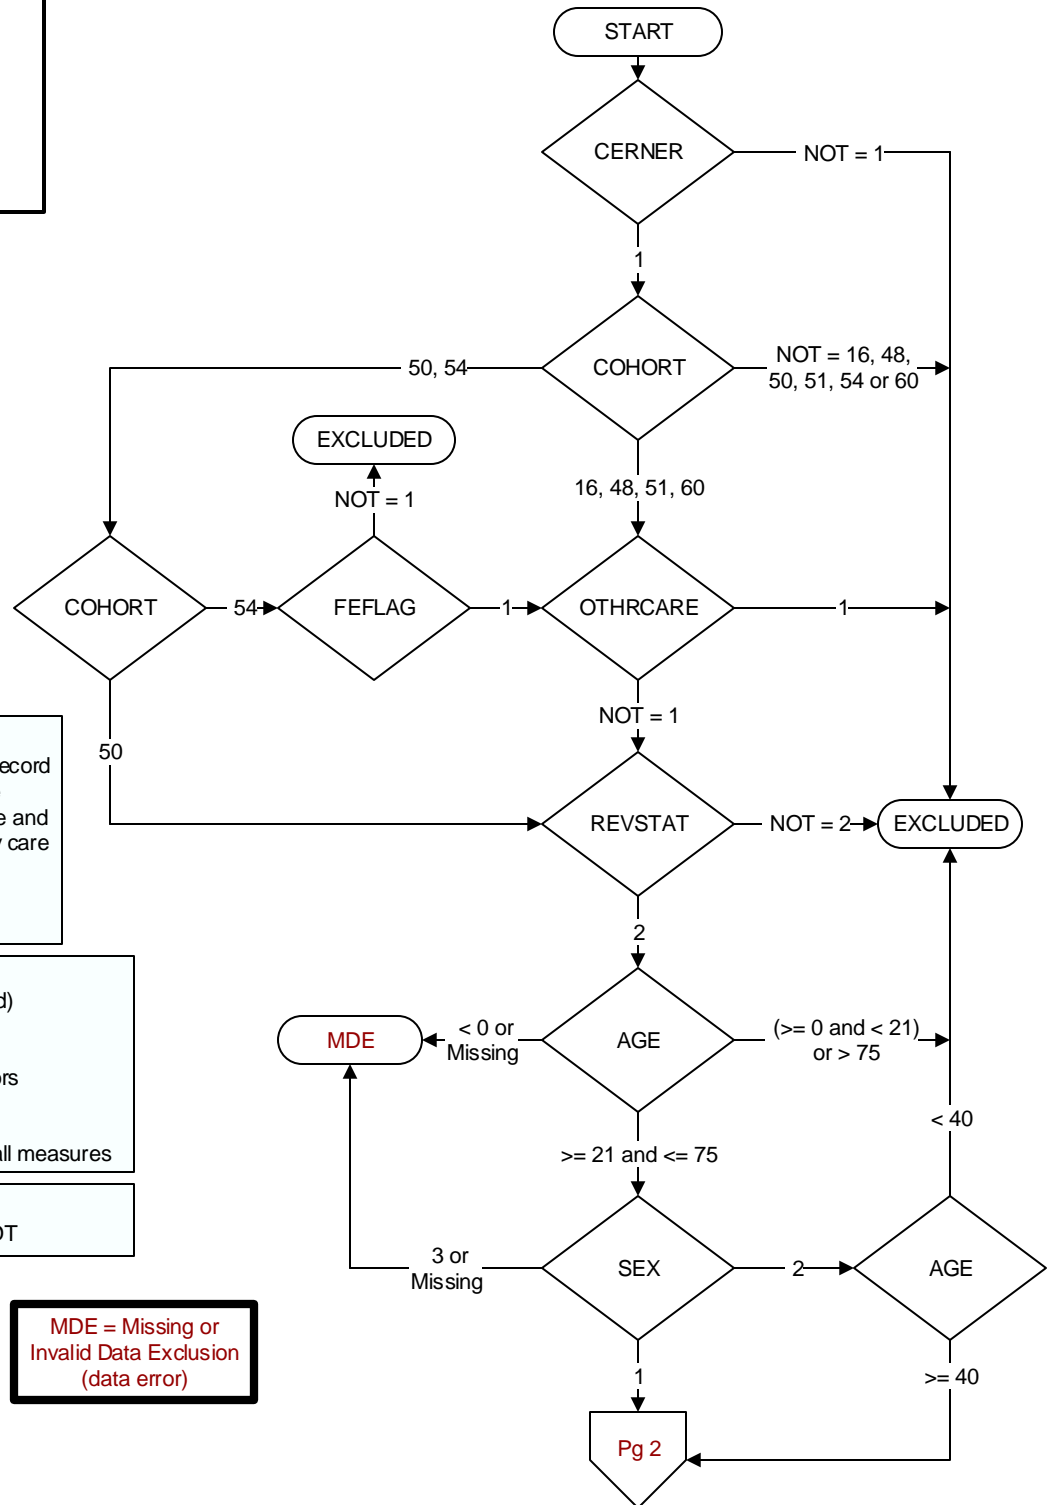 START
CERNER
NOT = 1
1
COHORT
50, 54
NOT = 16, 48,
50, 51, 54 or 60
EXCLUDED
NOT = 1
16, 48, 51, 60
COHORT
54
FEFLAG
1
OTHRCARE
1
NOT = 1
50
ecord
e and
care
REVSTAT
NOT = 2
EXCLUDED
2
d)
rs
all measures
OT
MDE
< 0 or
Missing
AGE
(>= 0 and < 21)
or > 75
< 40
>= 21 and <= 75
3 or
Missing
SEX
2
AGE
MDE = Missing or
Invalid Data Exclusion
(data error)
1
>= 40
Pg 2